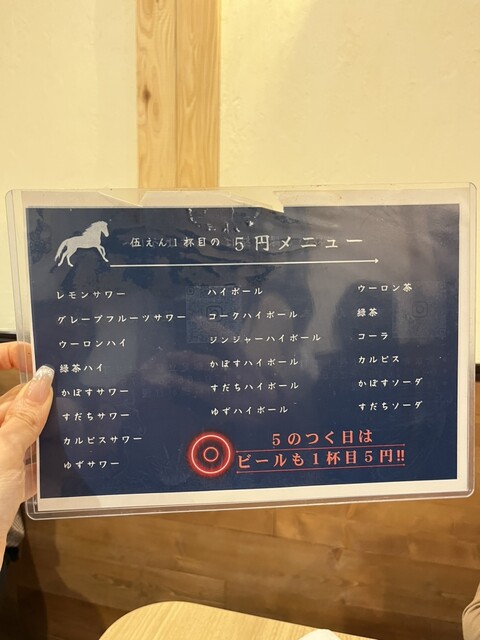 伍えん1杯目の 5円メニュー
レモンサワー
グレープフルーツサワー
ウーロンハイ
緑茶ハイ
かぼすサワー
すだちサワー
カルピスサワー
ゆずサワー
ハイボール
コークハイボール
ジンジャーハイボール
かぼすハイボール
すだちハイボール
ゆずハイボール
ウーロン茶
緑茶
コーラ
カルピス
かぼすソーダ
すだちソーダ
5のつく日は
ビールも1杯目5円!!